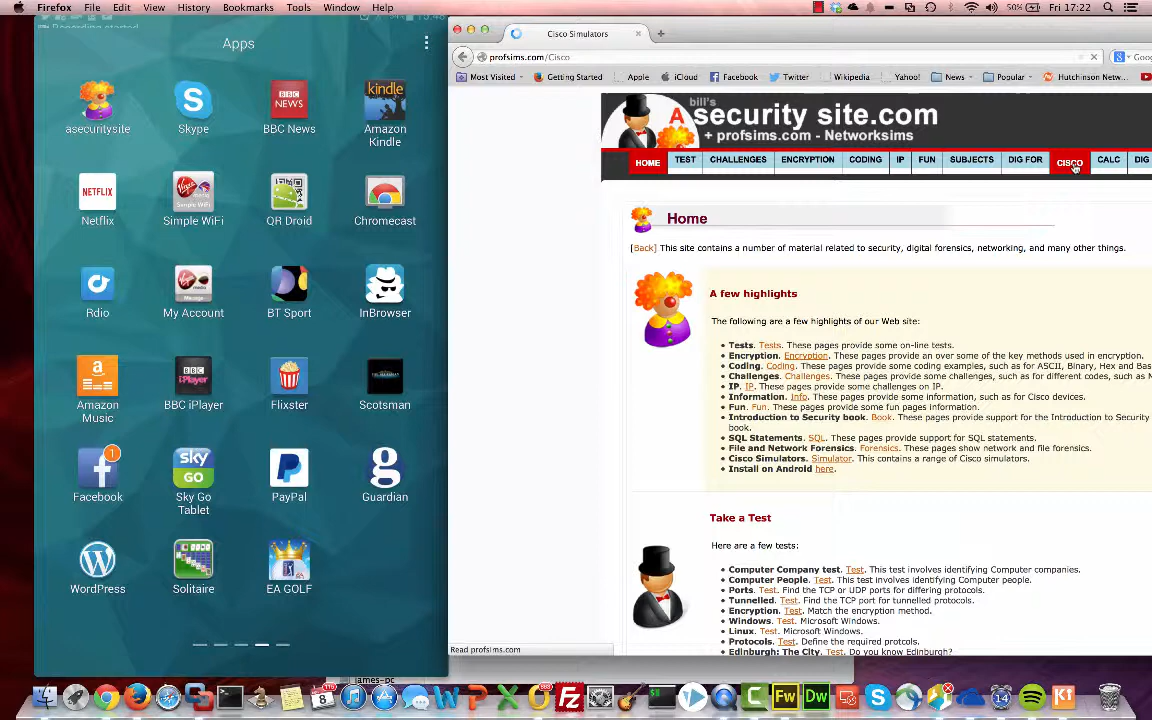 Firefox File Edit View History Bookmarks Tools Window Help
50% Fri 17:22
Apps
asecuritysite Skype BBC News Amazon Kindle
Netflix Simple WiFi QR Droid Chromecast
Rdio My Account BT Sport InBrowser
Amazon Music BBC iPlayer Flixster Scotsman
Facebook Sky Go Tablet PayPal Guardian
WordPress Solitaire EA GOLF
Cisco Simulators
profsims.com/Cisco
Goo
Most Visited Getting Started Apple iCloud Facebook Twitter Wikipedia Yahoo! News Popular Hutchinson Netw...
bill's
A security site.com
+ profsims.com - Networksims
HOME TEST CHALLENGES ENCRYPTION CODING IP FUN SUBJECTS DIG FOR CISCO CALC DIG
Home
[Back] This site contains a number of material related to security, digital forensics, networking, and many other things.
A few highlights
The following are a few highlights of our Web site:
• Tests. Tests. These pages provide some on-line tests.
• Encryption. Encryption. These pages provide an over some of the key methods used in encryption.
• Coding. Coding. These pages provide some coding examples, such as for ASCII, Binary, Hex and Bas
• Challenges. Challenges. These pages provide some challenges, such as for different codes, such as M
• IP. IP. These pages provide some challenges on IP.
• Information. Info. These pages provide some information, such as for Cisco devices.
• Fun. Fun. These pages provide some fun pages information.
• Introduction to Security book. Book. These pages provide support for the Introduction to Security
book.
• SQL Statements. SQL. These pages provide support for SQL statements.
• File and Network Forensics. Forensics. These pages show network and file forensics.
• Cisco Simulators. Simulator. This contains a range of Cisco simulators.
• Install on Android here.
Take a Test
Here are a few tests:
• Computer Company test. Test. This test involves identifying Computer companies.
• Computer People. Test. This test involves identifying Computer people.
• Ports. Test. Find the TCP or UDP ports for differing protocols.
• Tunnelled. Test. Find the TCP port for tunnelled protocols.
• Encryption. Test. Match the encryption method.
• Windows. Test. Microsoft Windows.
• Linux. Test. Microsoft Windows.
• Protocols. Test. Define the required protcols.
• Edinburgh: The City. Test. Do you know Edinburgh?
Read profsims.com
james-pc